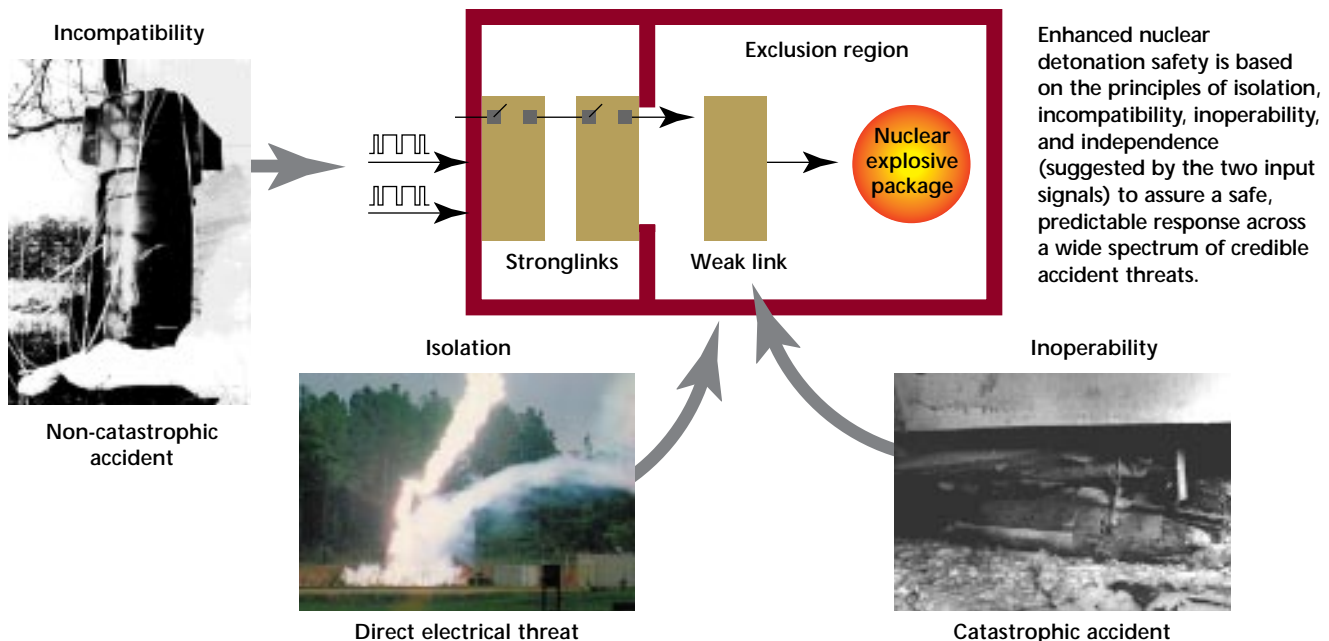 Incompatibility
Exclusion region
Nuclear
explosive
package
Stronglinks
Weak link
Enhanced nuclear
detonation safety is based
on the principles of isolation,
incompatibility, inoperability,
and independence
(suggested by the two input
signals) to assure a safe,
predictable response across
a wide spectrum of credible
accident threats.
Non-catastrophic
accident
Isolation
Direct electrical threat
Inoperability
Catastrophic accident